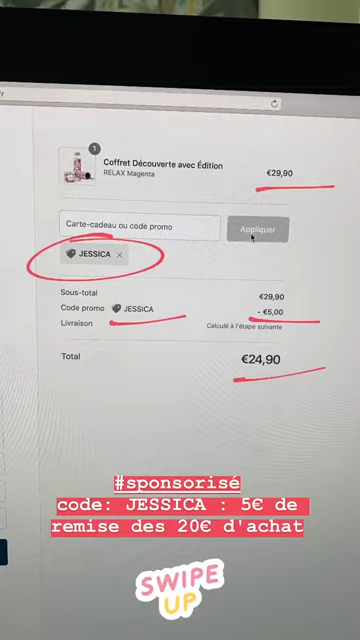 1
Coffret Découverte avec Édition
RELAX Magenta
€29,90
Carte-cadeau ou code promo
Appliquer
JESSICA ×
Sous-total €29,90
Code promo JESSICA - €5,00
Livraison Calculé à l'étape suivante
Total €24,90
#sponsorisé
code: JESSICA : 5€ de
remise des 20€ d'achat
SWIPE
UP